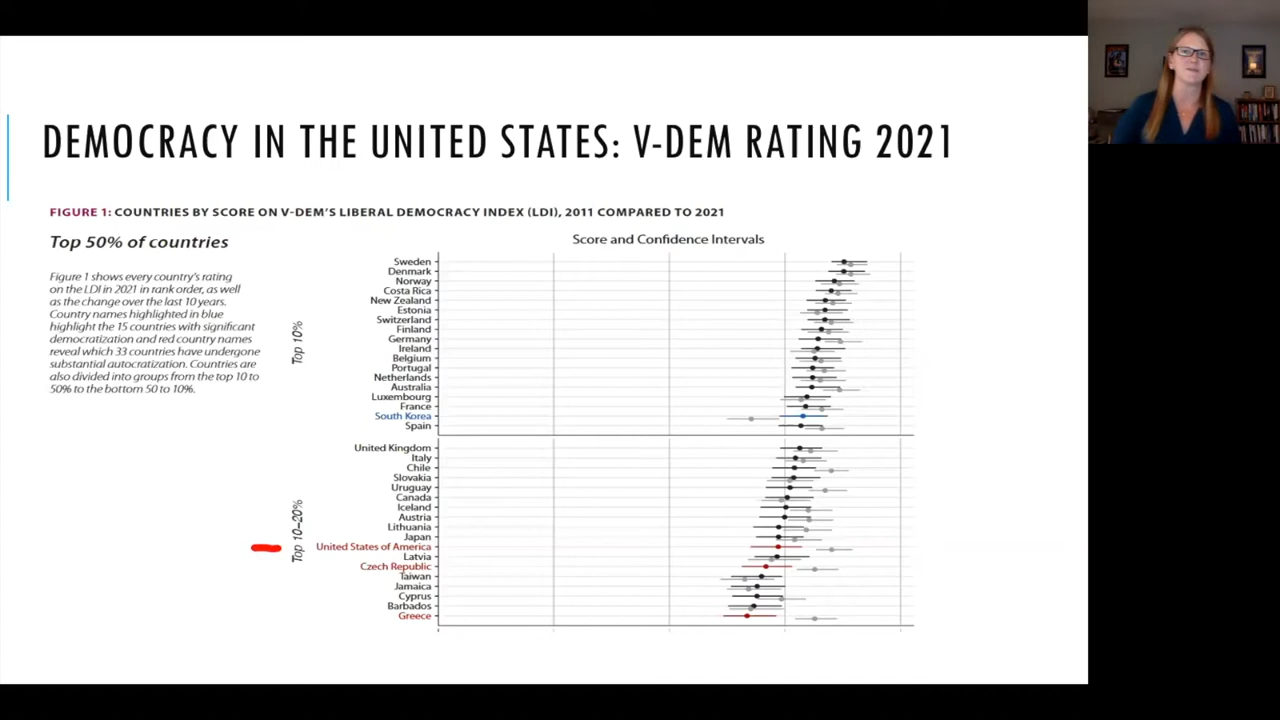 DEMOCRACY IN THE UNITED STATES: V-DEM RATING 2021
FIGURE 1: COUNTRIES BY SCORE ON V-DEM'S LIBERAL DEMOCRACY INDEX (LDI), 2011 COMPARED TO 2021
Top 50% of countries
Figure 1 shows every country's rating
on the LDI in 2021 in rank order, as well
as the change over the last 10 years.
Country names highlighted in blue
highlight the 15 countries with significant
democratization and red country names
reveal which 33 countries have undergone
substantial autocratization. Countries are
also divided into groups from the top 10 to
50% to the bottom 50 to 10%.
Score and Confidence Intervals
Top 10%
Sweden
Denmark
Norway
Costa Rica
New Zealand
Estonia
Switzerland
Finland
Germany
Ireland
Belgium
Portugal
Netherlands
Australia
Luxembourg
France
South Korea
Spain
Top 10–20%
United Kingdom
Italy
Chile
Slovakia
Uruguay
Canada
Iceland
Austria
Lithuania
Japan
United States of America
Latvia
Czech Republic
Taiwan
Jamaica
Cyprus
Barbados
Greece